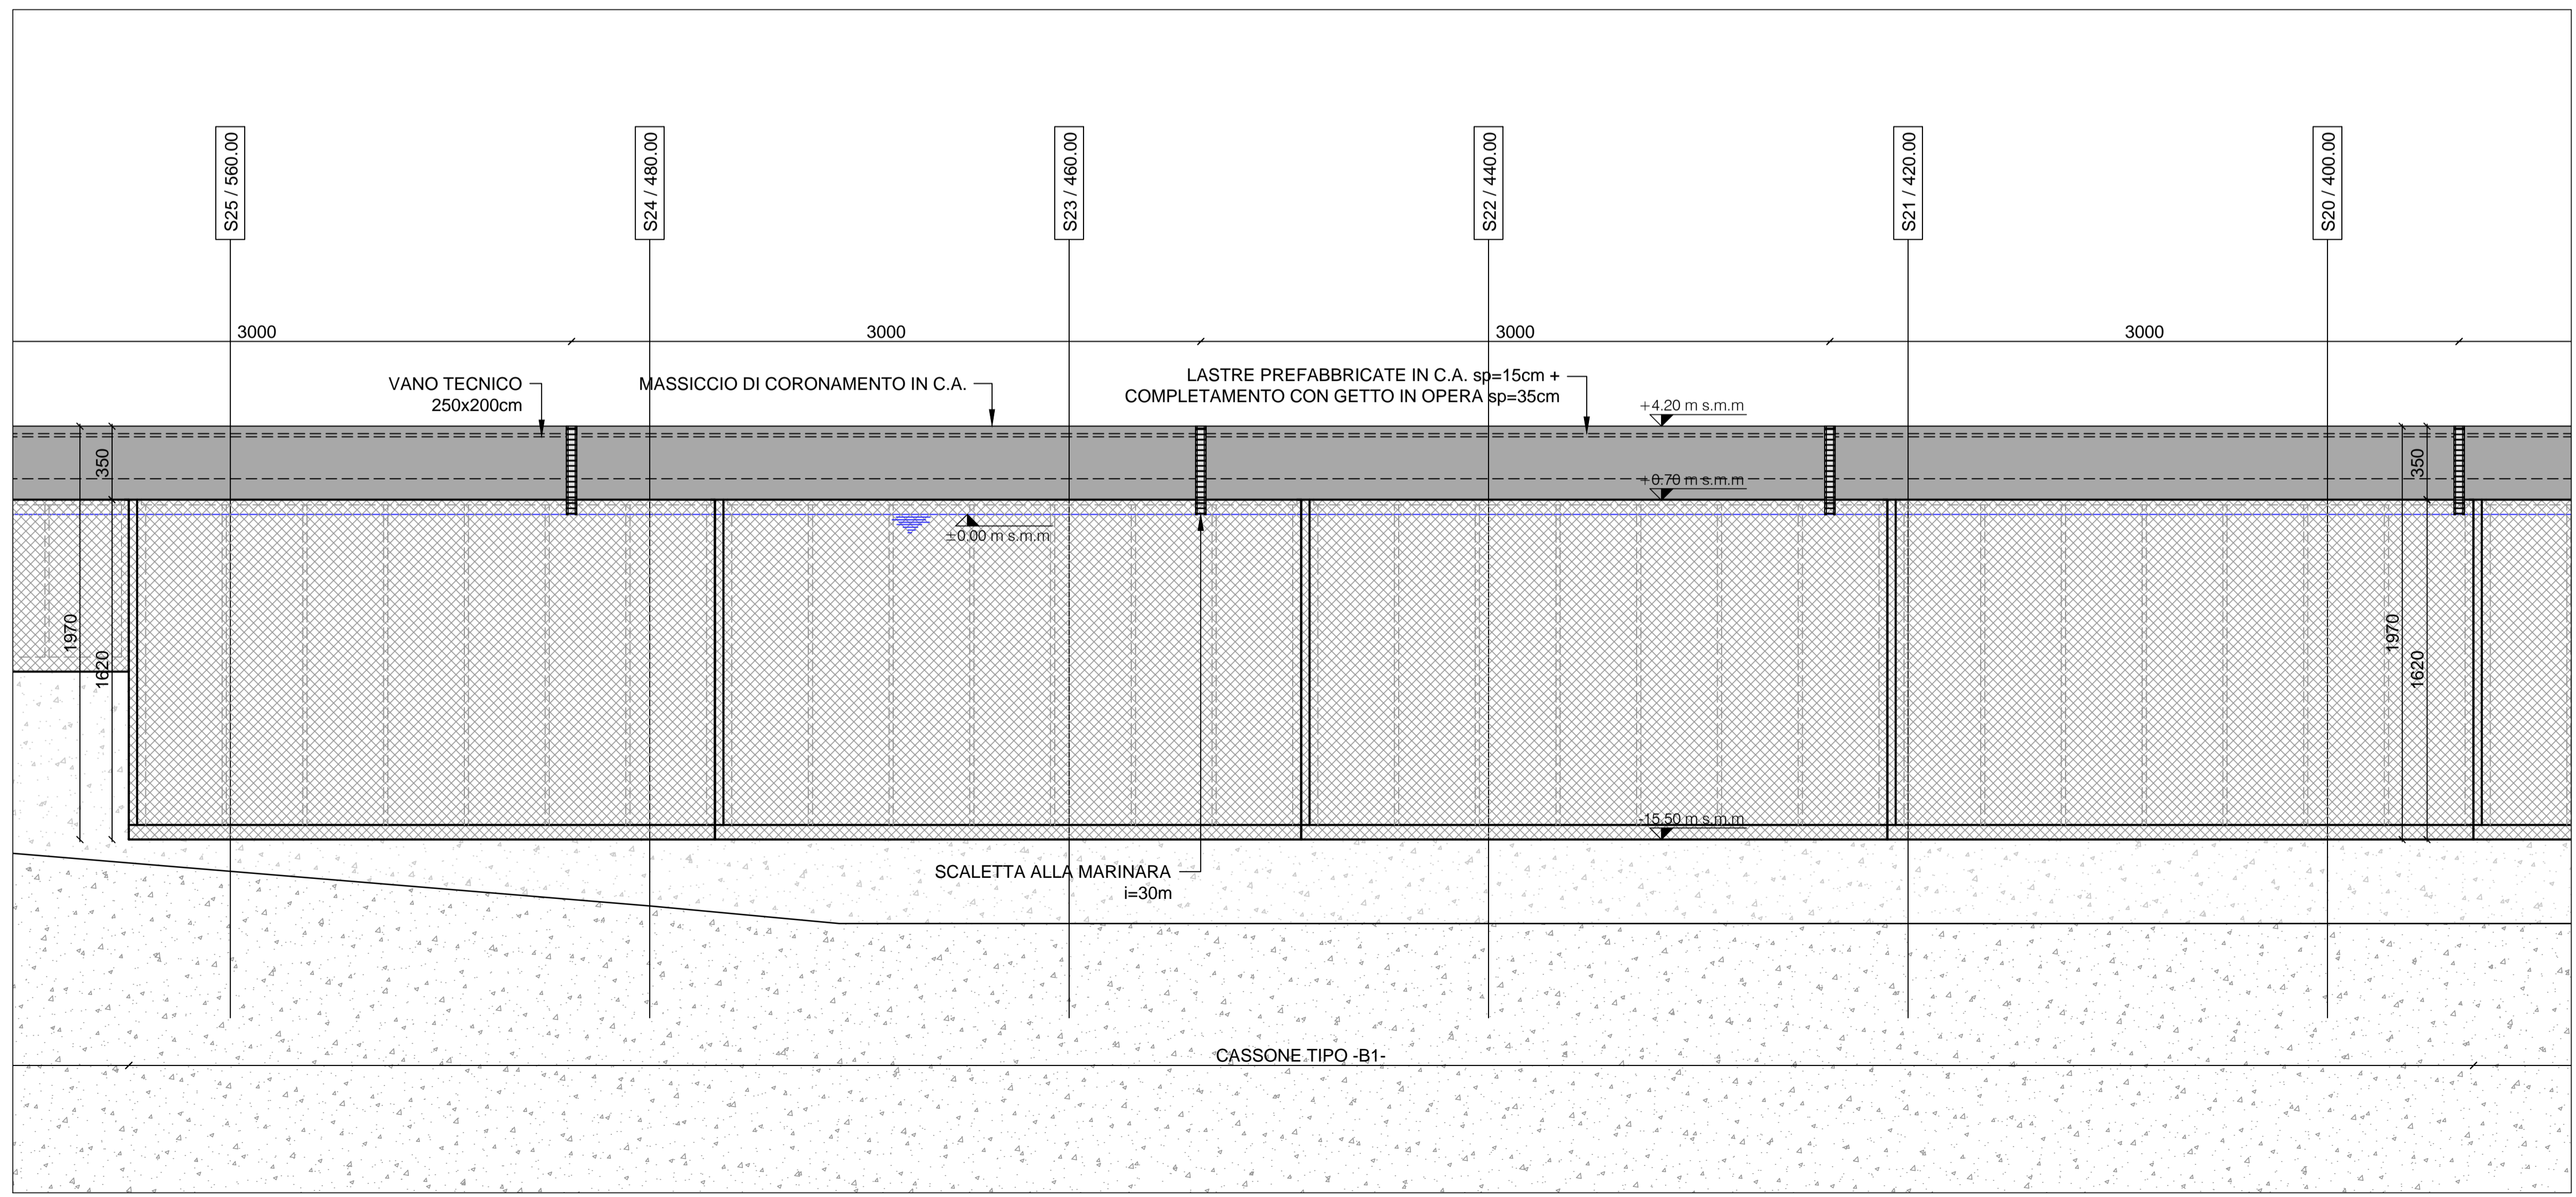 S25 / 560.00
S24 / 480.00
S23 / 460.00
S22 / 440.00
S21 / 420.00
S20 / 400.00
3000
3000
3000
3000
VANO TECNICO
250x200cm
MASSICCIO DI CORONAMENTO IN C.A.
LASTRE PREFABBRICATE IN C.A. sp=15cm +
COMPLETAMENTO CON GETTO IN OPERA sp=35cm
+4.20 m s.m.m
350
350
+0.70 m s.m.m
±0.00 m s.m.m
1970
1620
1970
1620
-15.50 m s.m.m
SCALETTA ALLA MARINARA
i=30m
CASSONE TIPO -B1-